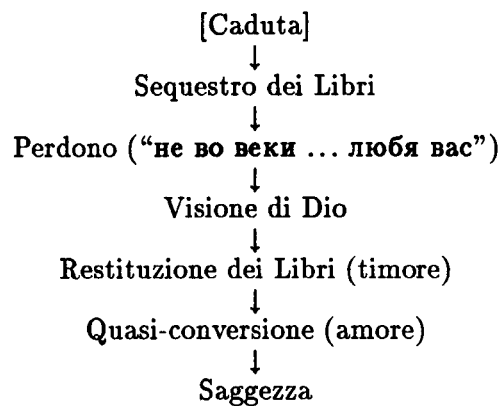 [Caduta]
↓
Sequestro dei Libri
↓
Perdono (“не во веки ... любя вас”)
↓
Visione di Dio
↓
Restituzione dei Libri (timore)
↓
Quasi-conversione (amore)
↓
Saggezza